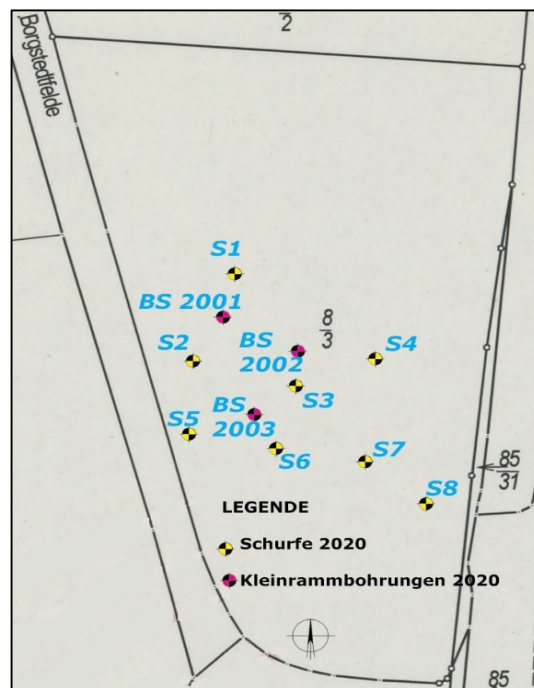 2
Borgstedtfelde
S1
BS 2001
8
3
S2
BS
2002
S4
S3
S5
BS
2003
S6
S7
85
31
S8
LEGENDE
Schurfe 2020
Kleinrammbohrungen 2020
85